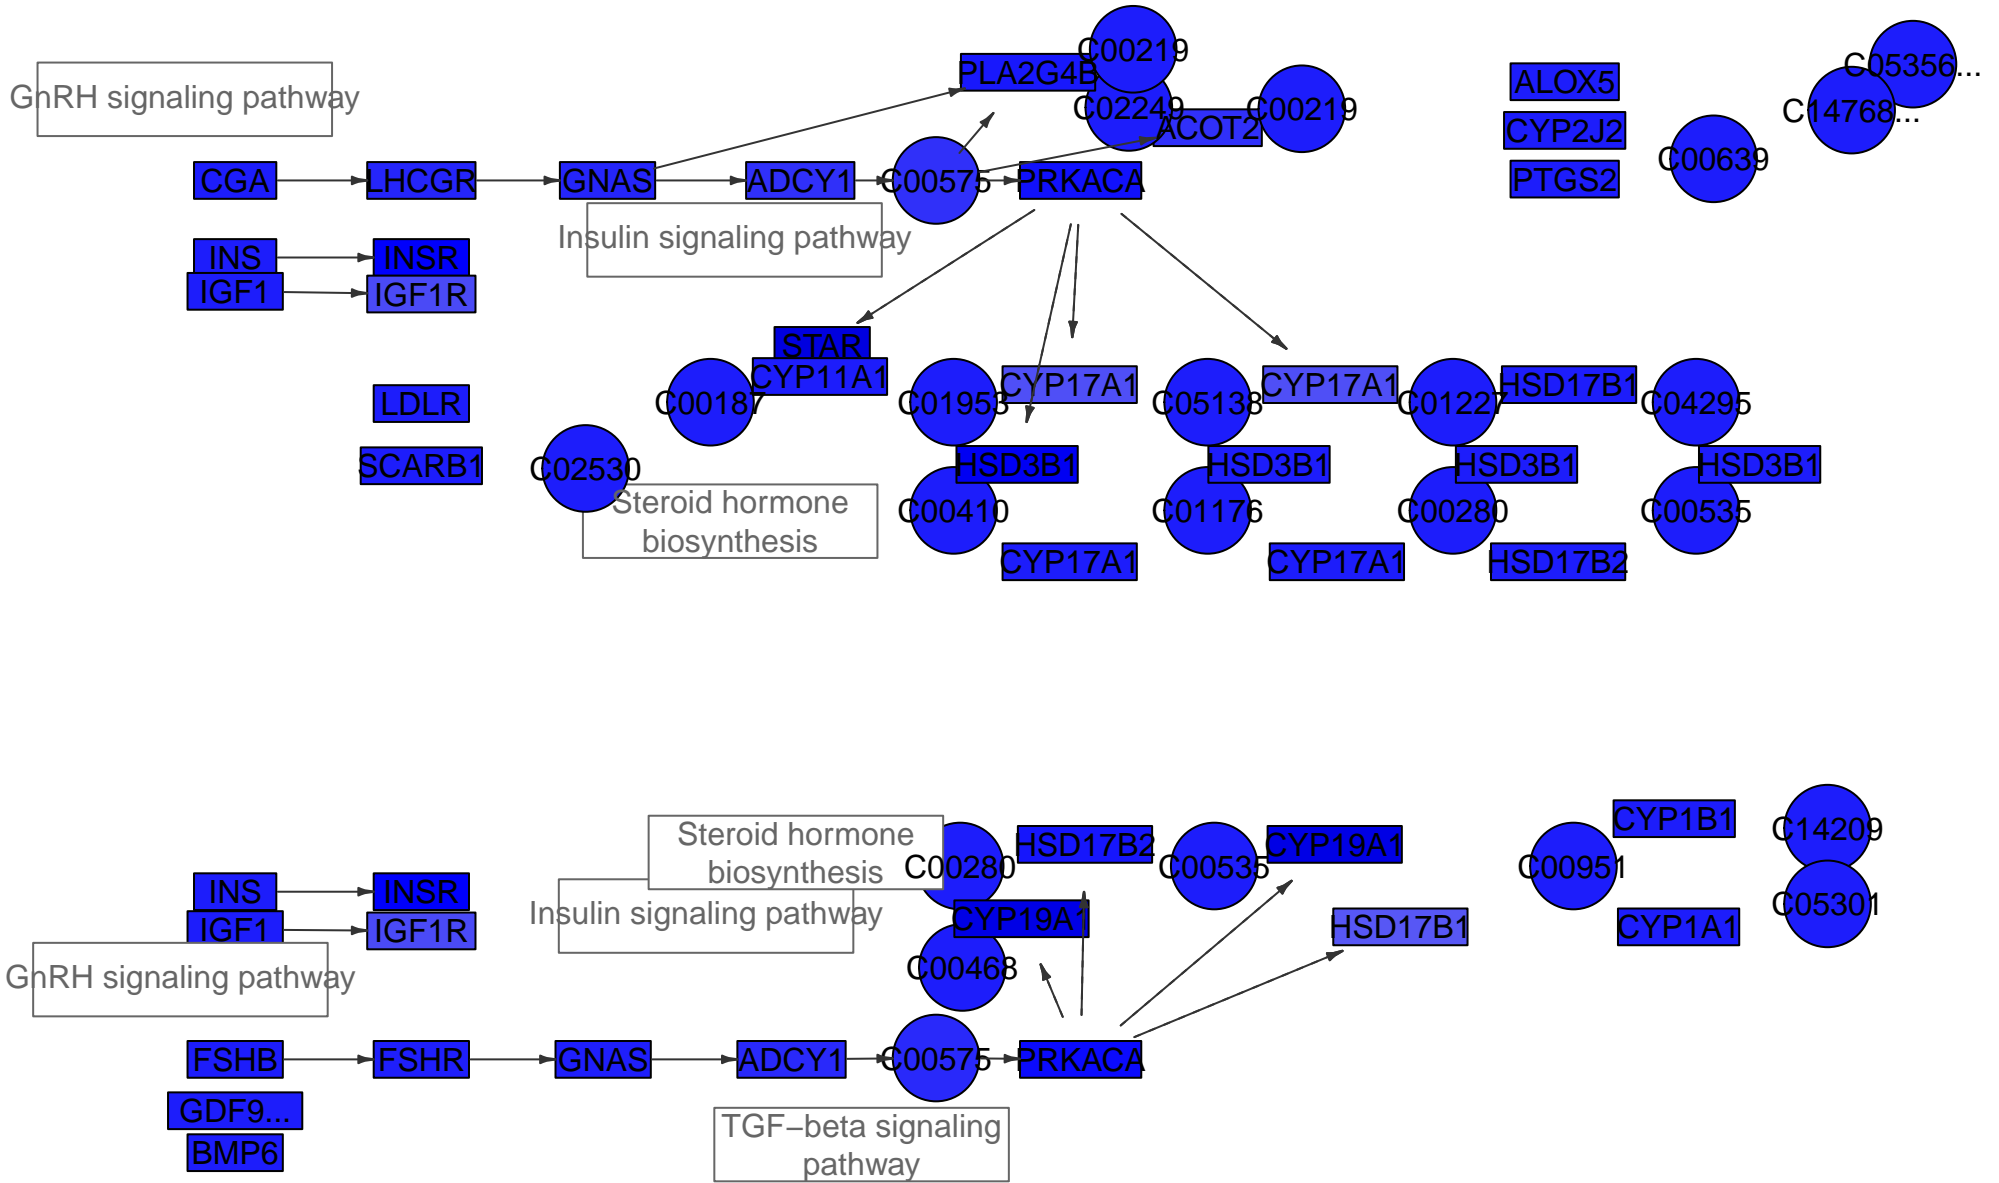 C00219
C05356...
PLA2G4B
ALOX5
GnRH signaling pathway
C02249
C00219
C14768...
ACOT2
CYP2J2
C00639
CGA
LHCGR
GNAS
ADCY1
C00575
PRKACA
PTGS2
Insulin signaling pathway
INS
INSR
IGF1
IGF1R
STAR
CYP11A1
CYP17A1
CYP17A1
HSD17B1
LDLR
C00187
C01953
C05138
C01227
C04295
SCARB1
C02530
HSD3B1
HSD3B1
HSD3B1
HSD3B1
Steroid hormone
biosynthesis
C00410
C01176
C00280
C00535
CYP17A1
CYP17A1
HSD17B2
CYP1B1
C14209
Steroid hormone
biosynthesis
HSD17B2
CYP19A1
C00280
C00535
C00951
INS
INSR
C05301
Insulin signaling pathway
CYP19A1
IGF1
IGF1R
HSD17B1
CYP1A1
GnRH signaling pathway
C00468
FSHB
FSHR
GNAS
ADCY1
C00575
PRKACA
GDF9...
TGF−beta signaling
pathway
BMP6